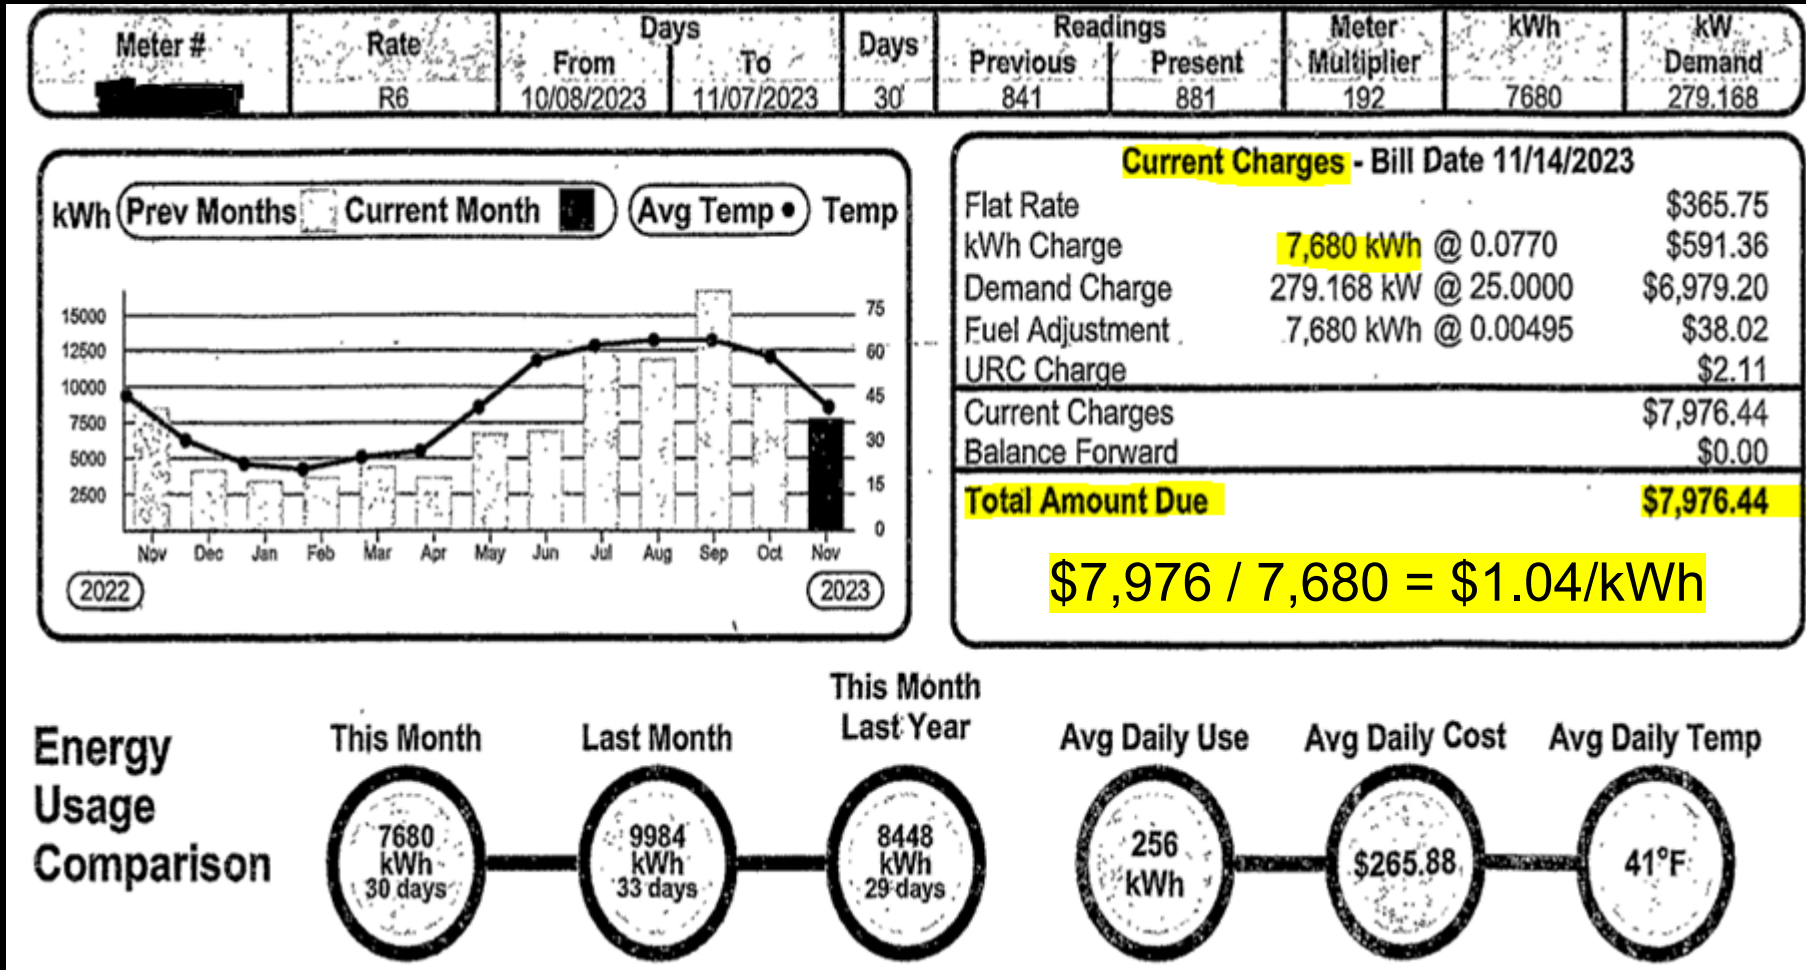 Meter # Rate Days From To Days Readings Previous Present Meter Multiplier kWh kW Demand
R6 10/08/2023 11/07/2023 30 841 881 192 7680 279.168
kWh Prev Months Current Month Avg Temp • Temp
15000 75
12500 60
10000 45
7500 30
5000 15
2500 0
Nov Dec Jan Feb Mar Apr May Jun Jul Aug Sep Oct Nov
2022 2023
Current Charges - Bill Date 11/14/2023
Flat Rate $365.75
kWh Charge 7,680 kWh @ 0.0770 $591.36
Demand Charge 279.168 kW @ 25.0000 $6,979.20
Fuel Adjustment 7,680 kWh @ 0.00495 $38.02
URC Charge $2.11
Current Charges $7,976.44
Balance Forward $0.00
Total Amount Due $7,976.44
$7,976 / 7,680 = $1.04/kWh
Energy
Usage
Comparison
This Month
7680
kWh
30 days
Last Month
9984
kWh
33 days
This Month
Last Year
8448
kWh
29 days
Avg Daily Use
256
kWh
Avg Daily Cost
$265.88
Avg Daily Temp
41°F